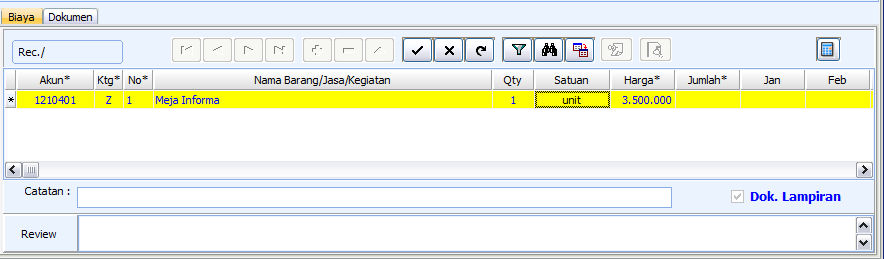 Biaya Dokumen
Rec./
Akun* Ktg* No* Nama Barang/Jasa/Kegiatan Qty Satuan Harga* Jumlah* Jan Feb
* 1210401 Z 1 Meja Informa 1 unit 3.500.000
Catatan :
Dok. Lampiran
Review